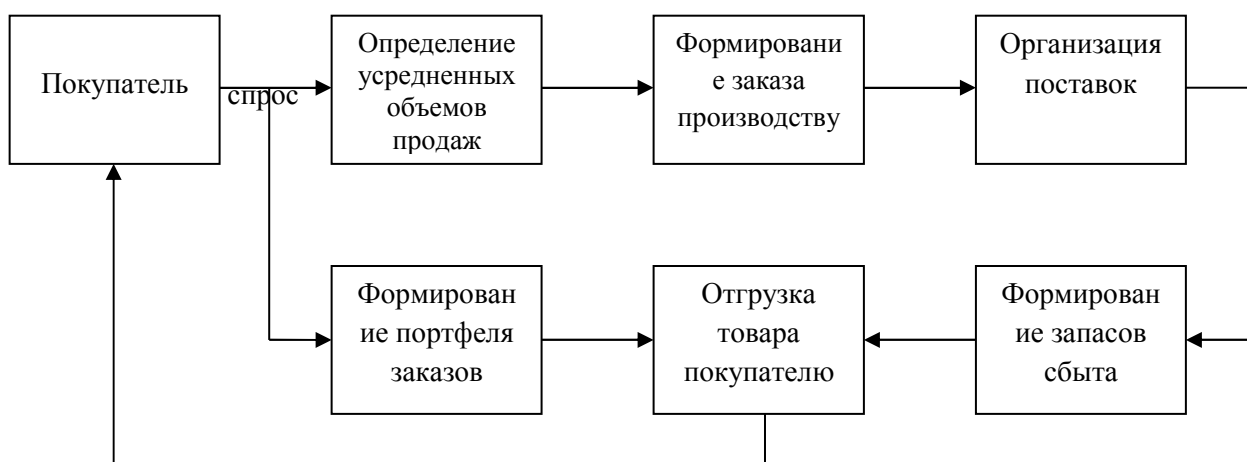 Покупатель
спрос
Определение
усредненных
объемов
продаж
Формировани
е заказа
производству
Организация
поставок
Формирован
ие портфеля
заказов
Отгрузка
товара
покупателю
Формирован
ие запасов
сбыта